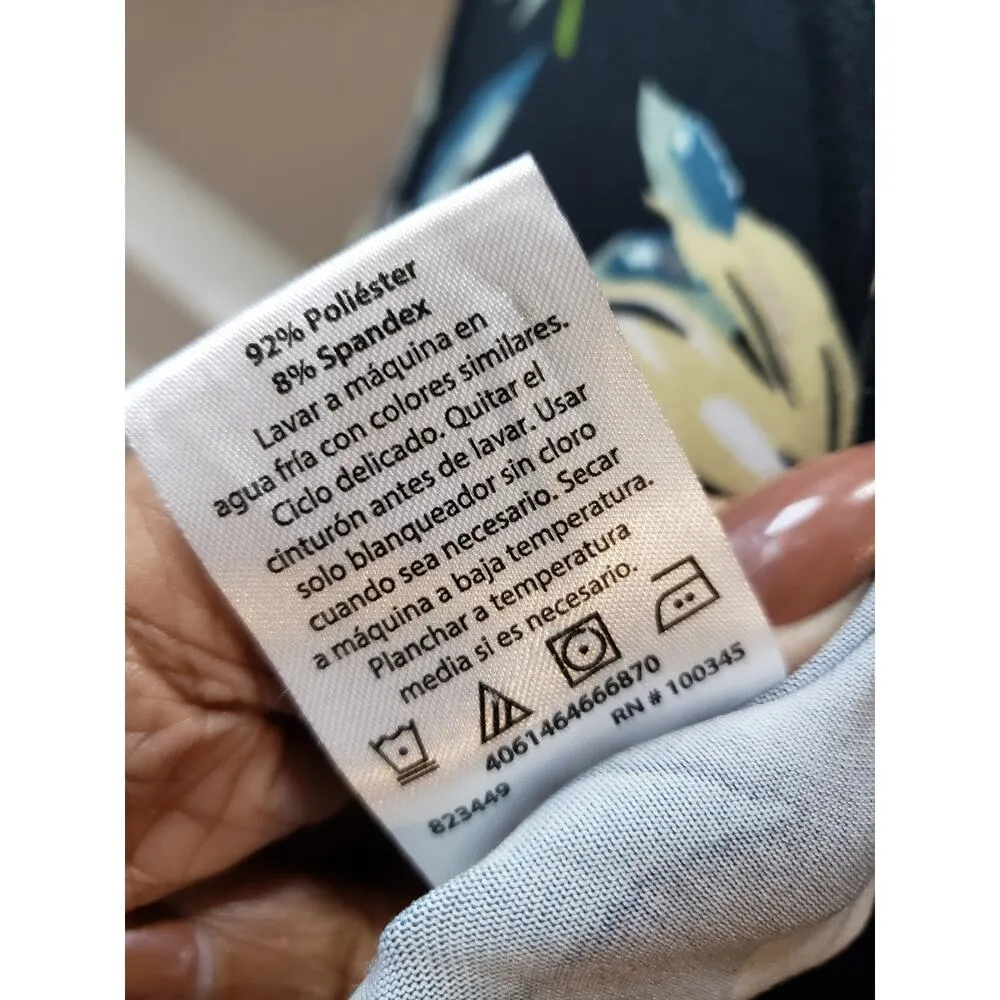 92% Poliéster
8% Spandex
Lavar a máquina en
agua fría con colores similares.
Ciclo delicado. Quitar el
cinturón antes de lavar. Usar
solo blanqueador sin cloro
cuando sea necesario. Secar
a máquina a baja temperatura.
Planchar a temperatura
media si es necesario.
4061464666870
823449
RN # 100345